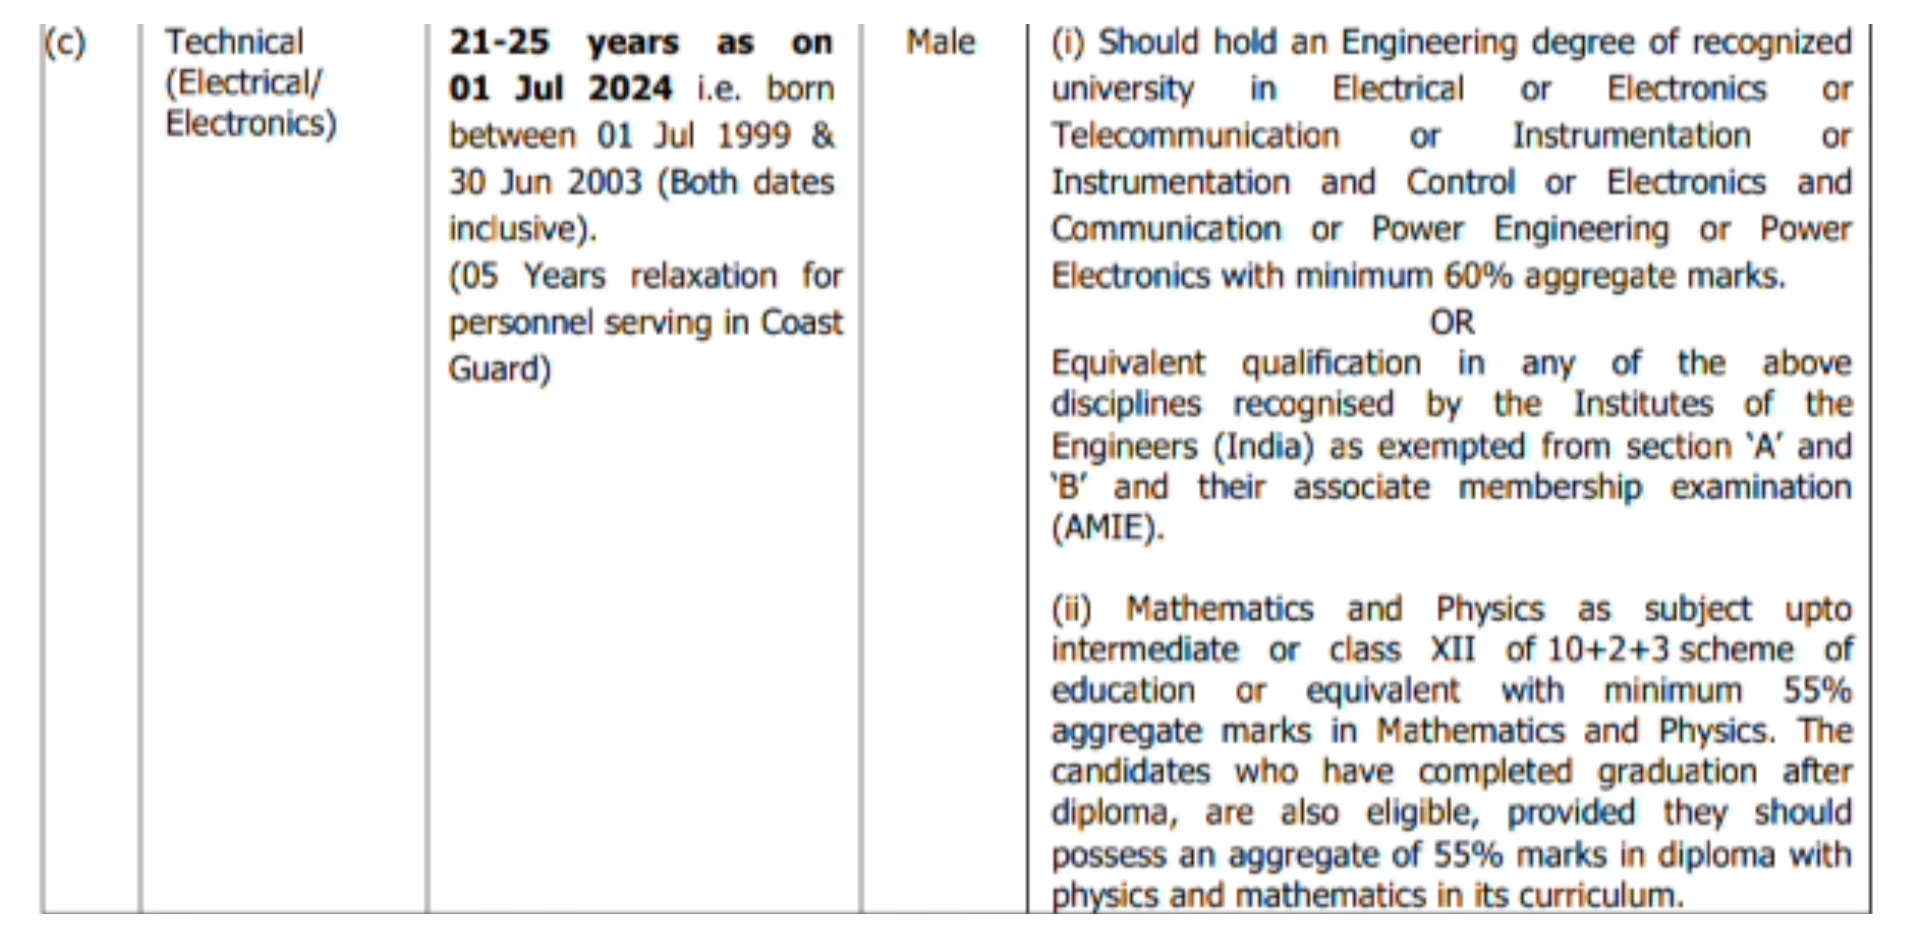 (c)
Technical
(Electrical/
Electronics)
21-25 years as on
01 Jul 2024 i.e. born
between 01 Jul 1999 &
30 Jun 2003 (Both dates
inclusive).
(05 Years relaxation for
personnel serving in Coast
Guard)
Male
(i) Should hold an Engineering degree of recognized
university in Electrical or Electronics or
Telecommunication or Instrumentation or
Instrumentation and Control or Electronics and
Communication or Power Engineering or Power
Electronics with minimum 60% aggregate marks.
OR
Equivalent qualification in any of the above
disciplines recognised by the Institutes of the
Engineers (India) as exempted from section ‘A’ and
‘B’ and their associate membership examination
(AMIE).
(ii) Mathematics and Physics as subject upto
intermediate or class XII of 10+2+3 scheme of
education or equivalent with minimum 55%
aggregate marks in Mathematics and Physics. The
candidates who have completed graduation after
diploma, are also eligible, provided they should
possess an aggregate of 55% marks in diploma with
physics and mathematics in its curriculum.